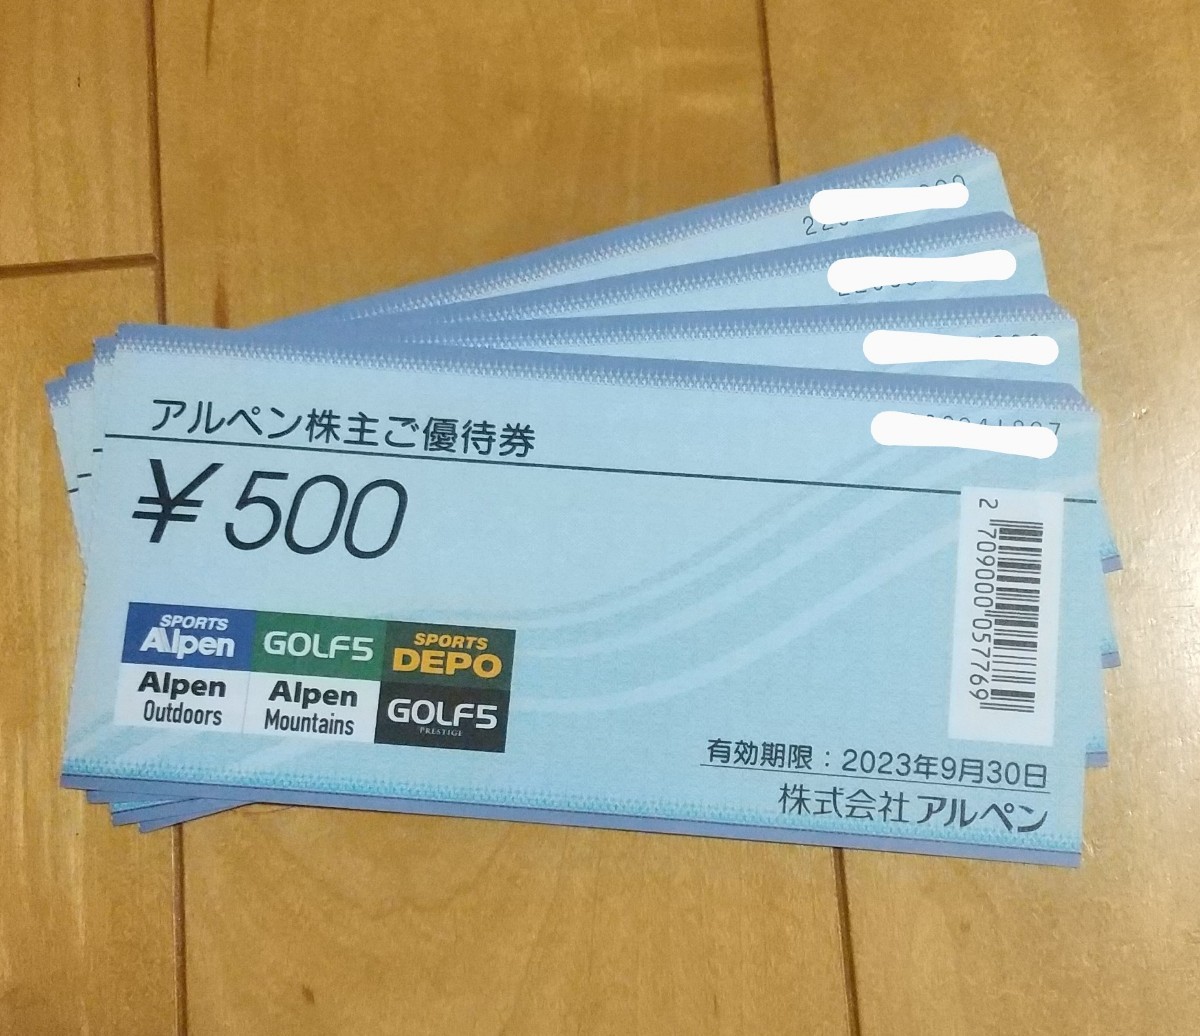 アルペン株主ご優待券
¥500
SPORTS
Alpen
GOLF5
SPORTS
DEPO
Alpen
Outdoors
Alpen
Mountains
GOLF5
PRESTIGE
2 709000 057769
有効期限：2023年9月30日
株式会社アルペン